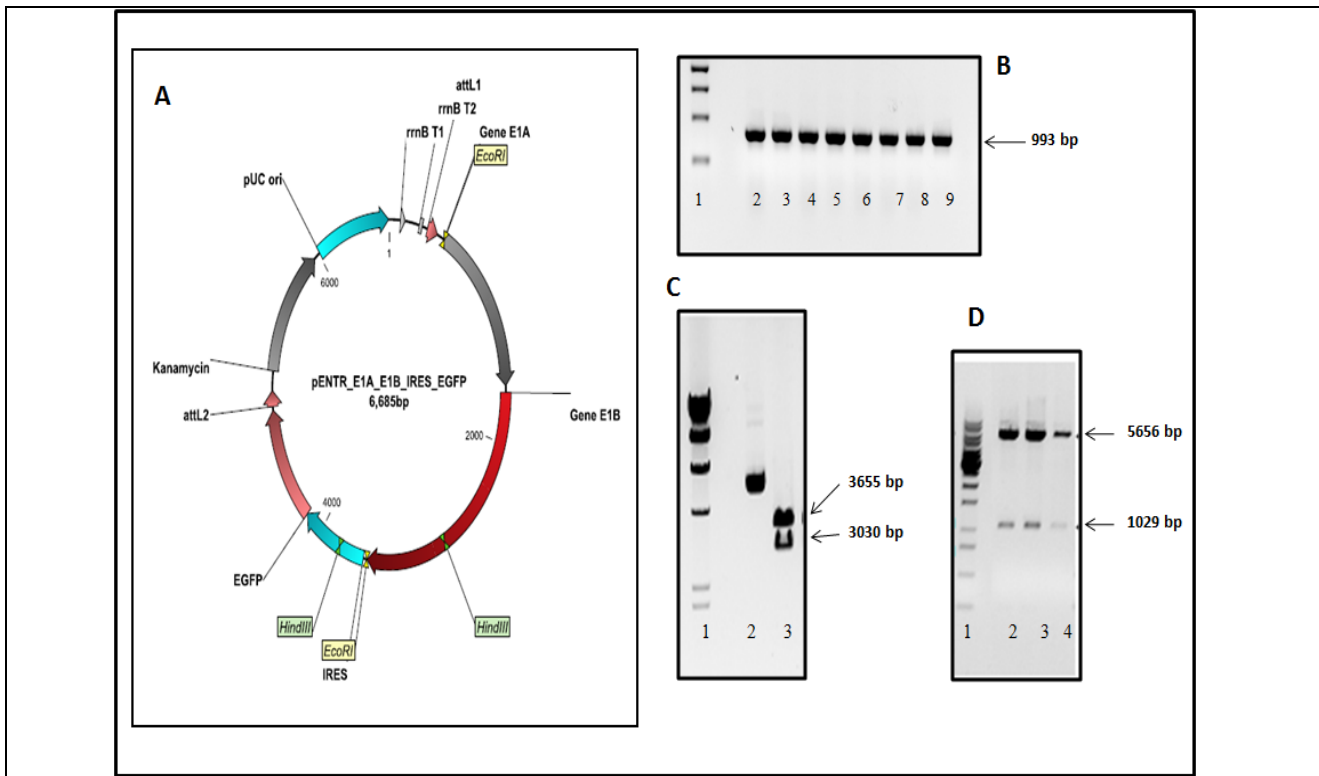 A
attL1
rrnB T2
rrnB T1
Gene E1A
EcoRI
pUC ori
1
6000
Kanamycin
pENTR_E1A_E1B_IRES_EGFP
6,685bp
Gene E1B
attL2
2000
4000
EGFP
HindIII
HindIII
EcoRI
IRES
B
993 bp
1 2 3 4 5 6 7 8 9
C
3655 bp
3030 bp
1 2 3
D
5656 bp
1029 bp
1 2 3 4